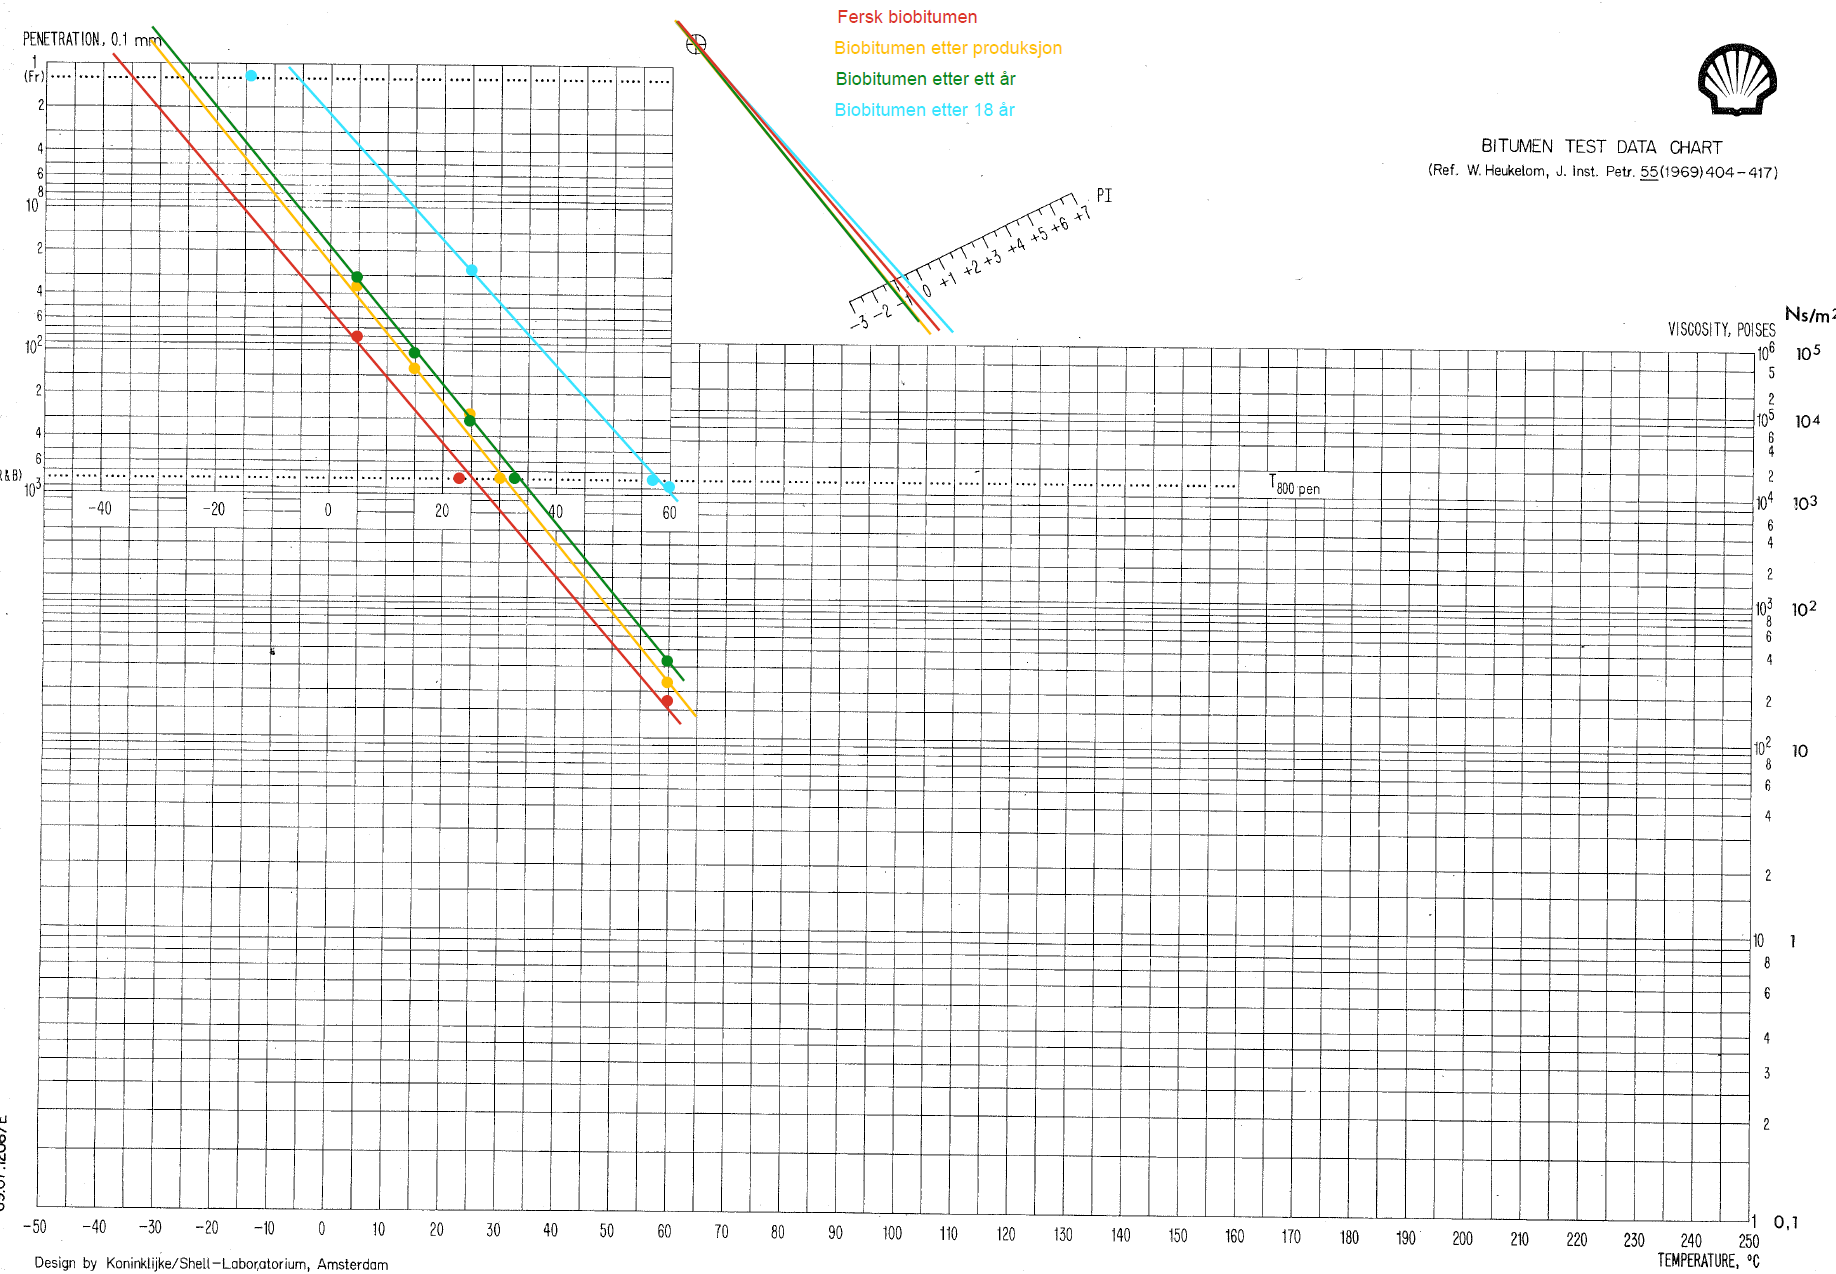 Fersk biobitumen
Biobitumen etter produksjon
Biobitumen etter ett år
Biobitumen etter 18 år
PENETRATION, 0.1 mm
1
(Fr)
2
4
6
8
10
2
4
6
10²
2
4
6
R&B)
10³
-40 -20 0 20 40 60
PI
-3 -2 -1 0 +1 +2 +3 +4 +5 +6 +7
BITUMEN TEST DATA CHART
(Ref. W. Heukelom, J. Inst. Petr. 55(1969)404-417)
Ns/m²
VISCOSITY, POISES
10⁶ 10⁵
5
2
10⁵ 10⁴
6
4
2
T800 pen
10⁴ 10³
6
4
2
10³ 10²
8
6
4
2
10² 10
8
6
4
2
10 1
8
6
4
3
2
1 0,1
-50 -40 -30 -20 -10 0 10 20 30 40 50 60 70 80 90 100 110 120 130 140 150 160 170 180 190 200 210 220 230 240 250
TEMPERATURE, °C
Design by Koninklijke/Shell-Laboratorium, Amsterdam